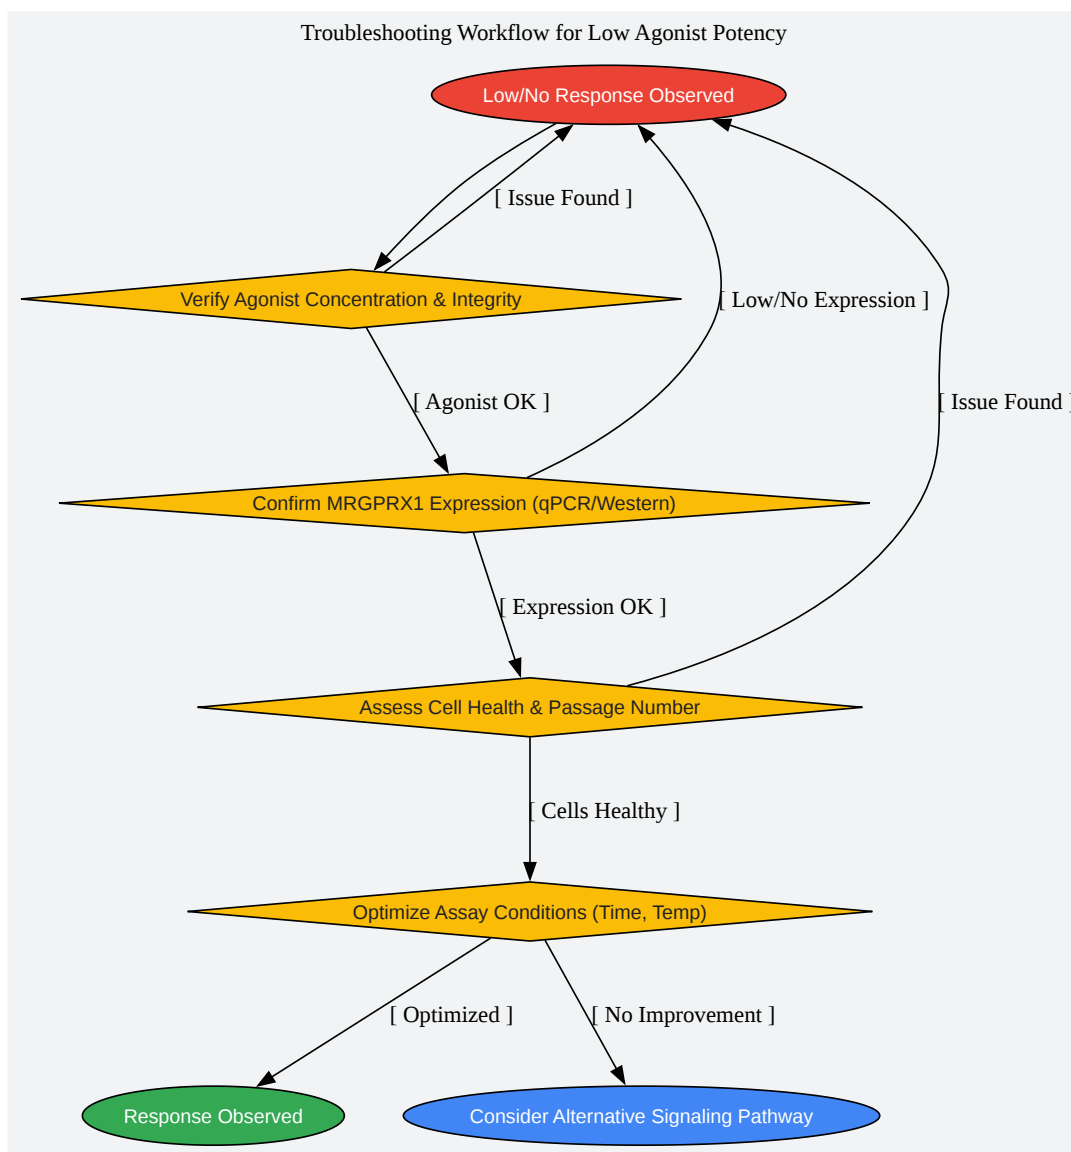 Troubleshooting Workflow for Low Agonist Potency
Low/No Response Observed
[ Issue Found ]
Verify Agonist Concentration & Integrity
[ Low/No Expression ]
[ Agonist OK ]
[ Issue Found ]
Confirm MRGPRX1 Expression (qPCR/Western)
[ Expression OK ]
Assess Cell Health & Passage Number
[ Cells Healthy ]
Optimize Assay Conditions (Time, Temp)
[ Optimized ]
[ No Improvement ]
Response Observed
Consider Alternative Signaling Pathway